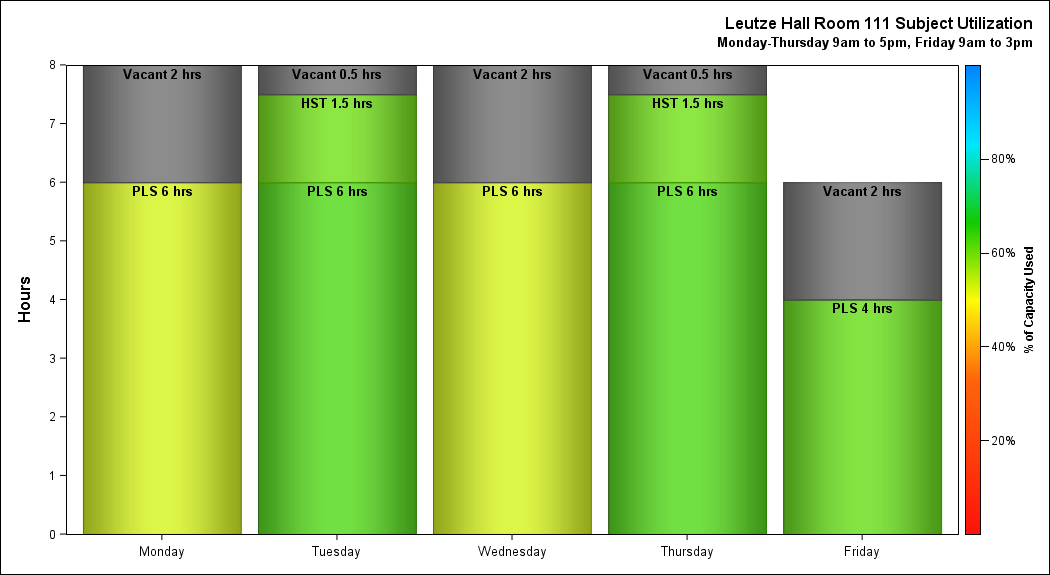 Leutze Hall Room 111 Subject Utilization
Monday-Thursday 9am to 5pm, Friday 9am to 3pm
Hours
8
7
6
5
4
3
2
1
0
Vacant 2 hrs
PLS 6 hrs
Vacant 0.5 hrs
HST 1.5 hrs
PLS 6 hrs
Vacant 2 hrs
PLS 6 hrs
Vacant 0.5 hrs
HST 1.5 hrs
PLS 6 hrs
Vacant 2 hrs
PLS 4 hrs
Monday
Tuesday
Wednesday
Thursday
Friday
80%
60%
40%
20%
% of Capacity Used